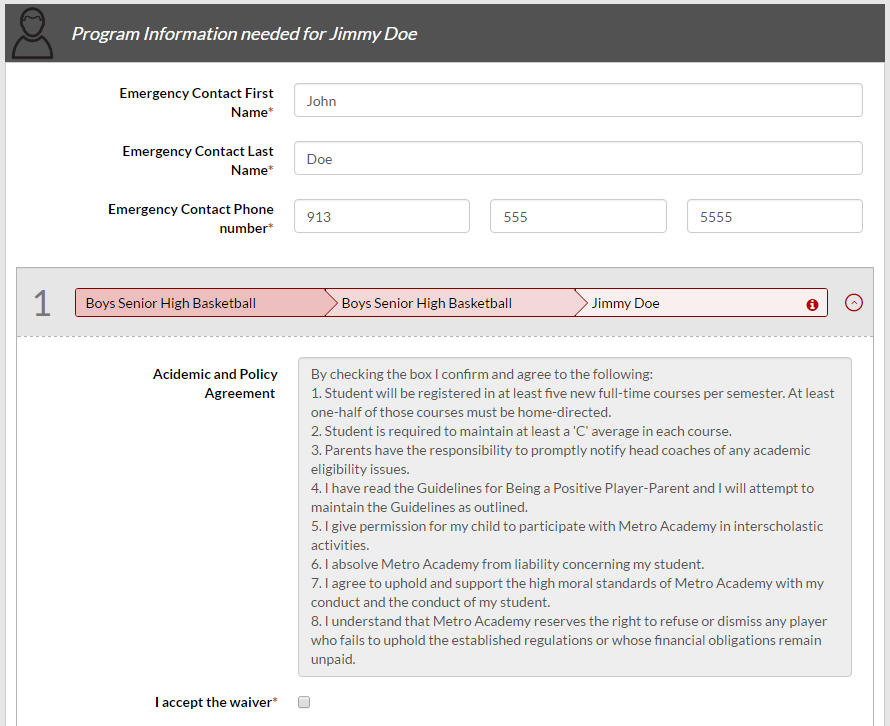 Program Information needed for Jimmy Doe
Emergency Contact First
Name*
John
Emergency Contact Last
Name*
Doe
Emergency Contact Phone
number*
913
555
5555
1
Boys Senior High Basketball
Boys Senior High Basketball
Jimmy Doe
Acidemic and Policy
Agreement
By checking the box I confirm and agree to the following:
1. Student will be registered in at least five new full-time courses per semester. At least
one-half of those courses must be home-directed.
2. Student is required to maintain at least a 'C' average in each course.
3. Parents have the responsibility to promptly notify head coaches of any academic
eligibility issues.
4. I have read the Guidelines for Being a Positive Player-Parent and I will attempt to
maintain the Guidelines as outlined.
5. I give permission for my child to participate with Metro Academy in interscholastic
activities.
6. I absolve Metro Academy from liability concerning my student.
7. I agree to uphold and support the high moral standards of Metro Academy with my
conduct and the conduct of my student.
8. I understand that Metro Academy reserves the right to refuse or dismiss any player
who fails to uphold the established regulations or whose financial obligations remain
unpaid.
I accept the waiver*